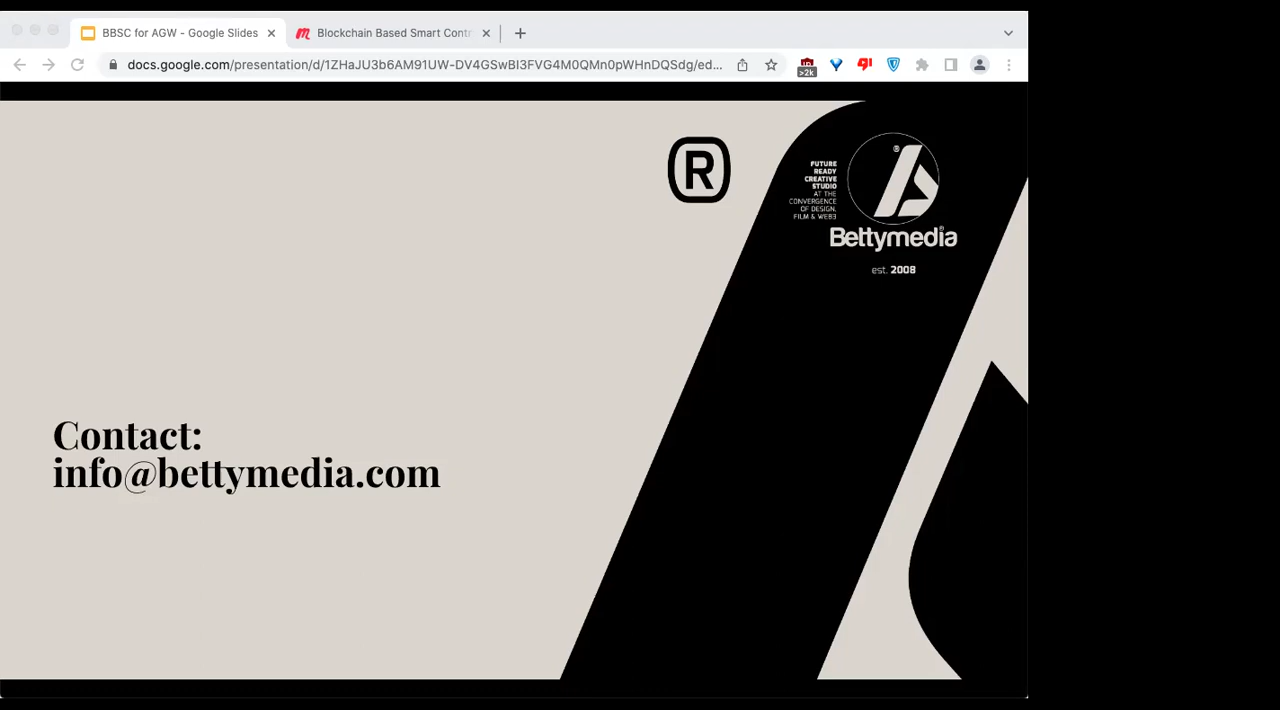 BBSC for AGW - Google Slides
Blockchain Based Smart Contr
docs.google.com/presentation/d/1ZHaJU3b6AM91UW-DV4GSwBI3FVG4M0QMn0pWHnDQSdg/ed...
>2k
®
FUTURE
READY
CREATIVE
STUDIO
AT THE
CONVERGENCE
OF DESIGN,
FILM & WEB3
®
Bettymedia®
est. 2008
Contact:
info@bettymedia.com